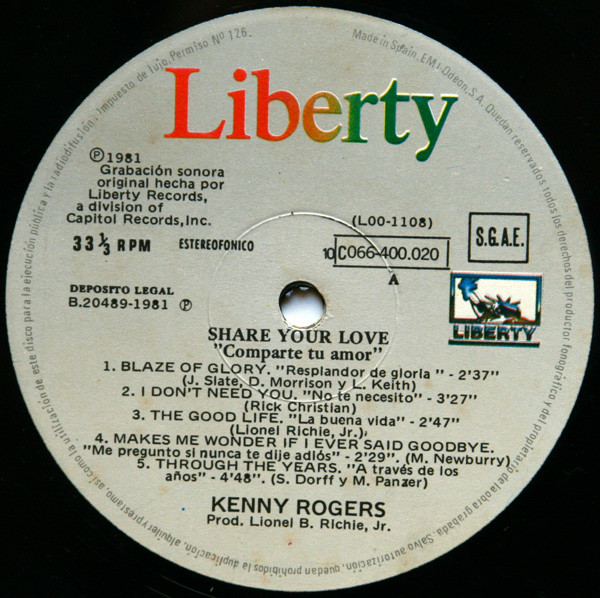 Impuesto de lujo, Permiso Nº 126.
Made in Spain. EMI-Odeon, S.A. Quedan reservados todos los derechos del productor fonográfico y del propietario de la obra grabada. Salvo autorización, quedan prohibidos la duplicación, alquiler y prestamo, así como la utilización de este disco para la ejecución pública y la radiodifusión.
Liberty
Ⓟ1981
Grabación sonora
original hecha por
Liberty Records,
a division of
Capitol Records, Inc.
33 1/3 RPM ESTEREOFONICO
(L00-1108)
10C066-400.020
S.G.A.E.
A
LIBERTY
DEPOSITO LEGAL
B.20489-1981 Ⓟ
SHARE YOUR LOVE
"Comparte tu amor"
1. BLAZE OF GLORY. "Resplandor de gloria" - 2'37"
(J. Slate, D. Morrison y L. Keith)
2. I DON'T NEED YOU. "No te necesito" - 3'27"
(Rick Christian)
3. THE GOOD LIFE. "La buena vida" - 2'47"
(Lionel Richie, Jr.)
4. MAKES ME WONDER IF I EVER SAID GOODBYE.
"Me pregunto si nunca te dije adiós" - 2'29". (M. Newburry)
5. THROUGH THE YEARS. "A través de los
años" - 4'48". (S. Dorff y M. Panzer)
KENNY ROGERS
Prod. Lionel B. Richie, Jr.